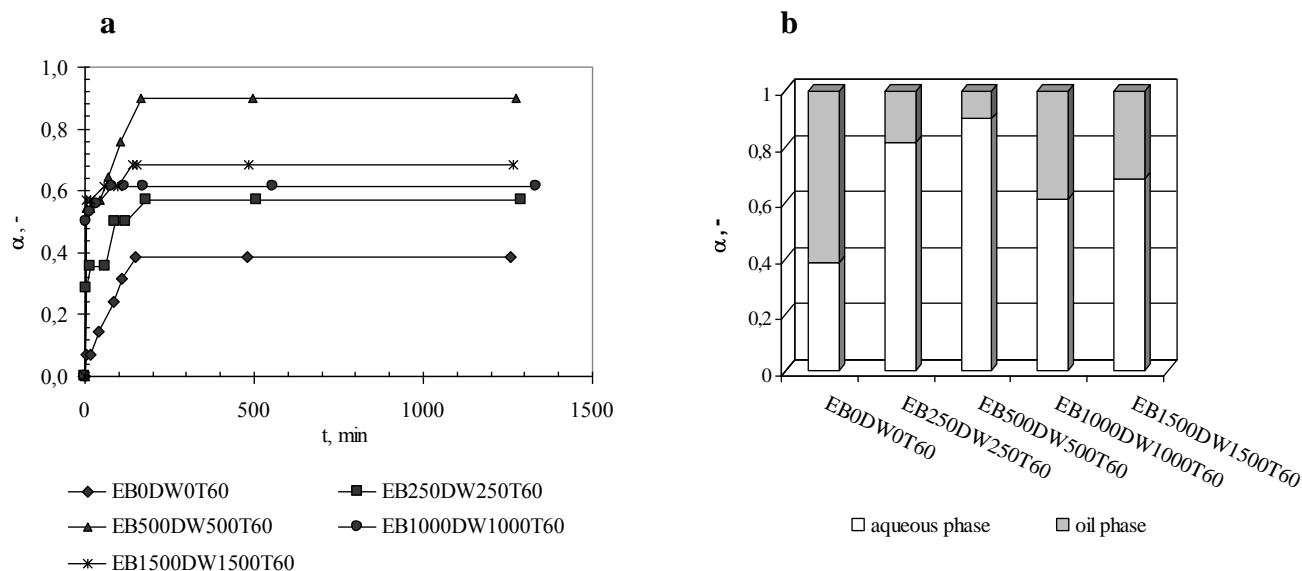 a
1,0
0,8
0,6
0,4
0,2
0,0
α, -
0 500 1000 1500
t, min
EB0DW0T60 EB250DW250T60
EB500DW500T60 EB1000DW1000T60
EB1500DW1500T60
b
1
0,8
0,6
0,4
0,2
0
α, -
EB0DW0T60
EB250DW250T60
EB500DW500T60
EB1000DW1000T60
EB1500DW1500T60
aqueous phase oil phase